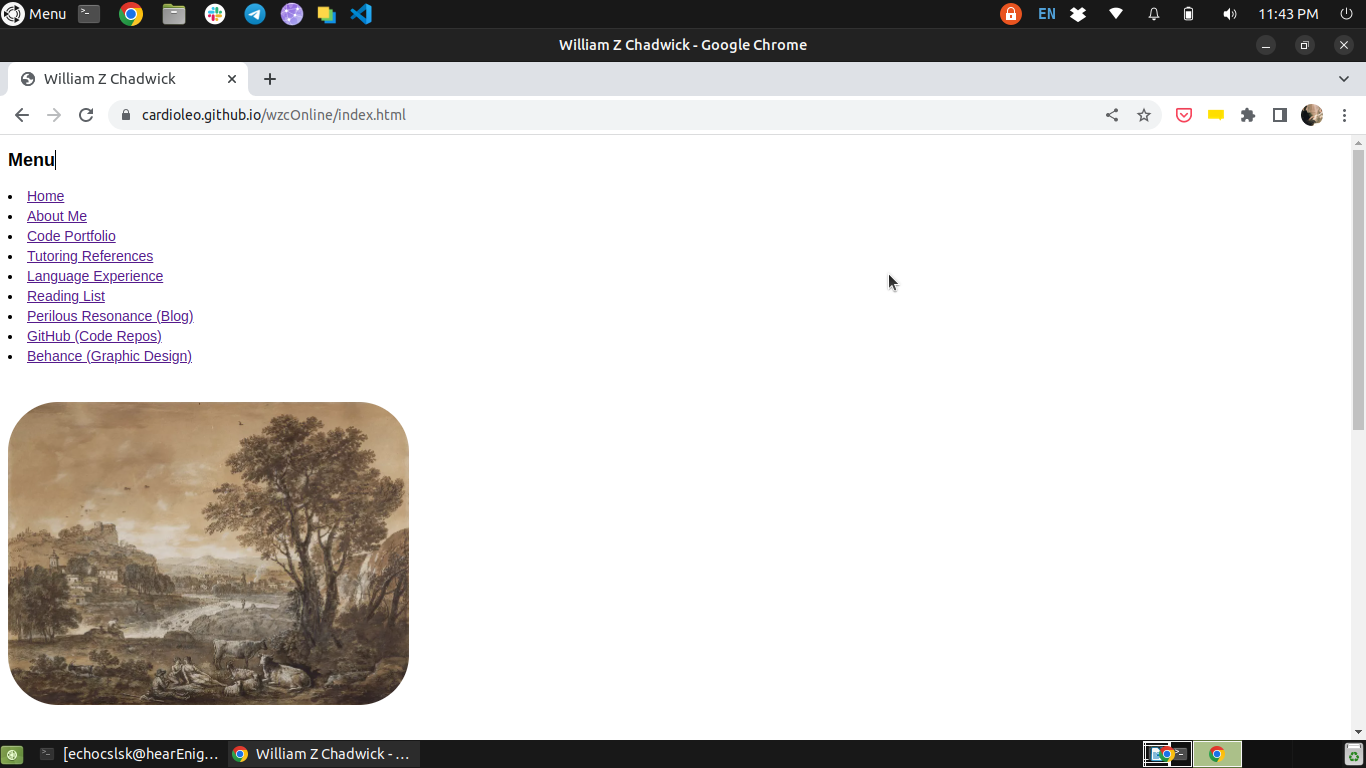 Menu
EN
11:43 PM
William Z Chadwick - Google Chrome
William Z Chadwick
cardioleo.github.io/wzcOnline/index.html
Menu
Home
About Me
Code Portfolio
Tutoring References
Language Experience
Reading List
Perilous Resonance (Blog)
GitHub (Code Repos)
Behance (Graphic Design)
[echocslsk@hearEnig...
William Z Chadwick - ...